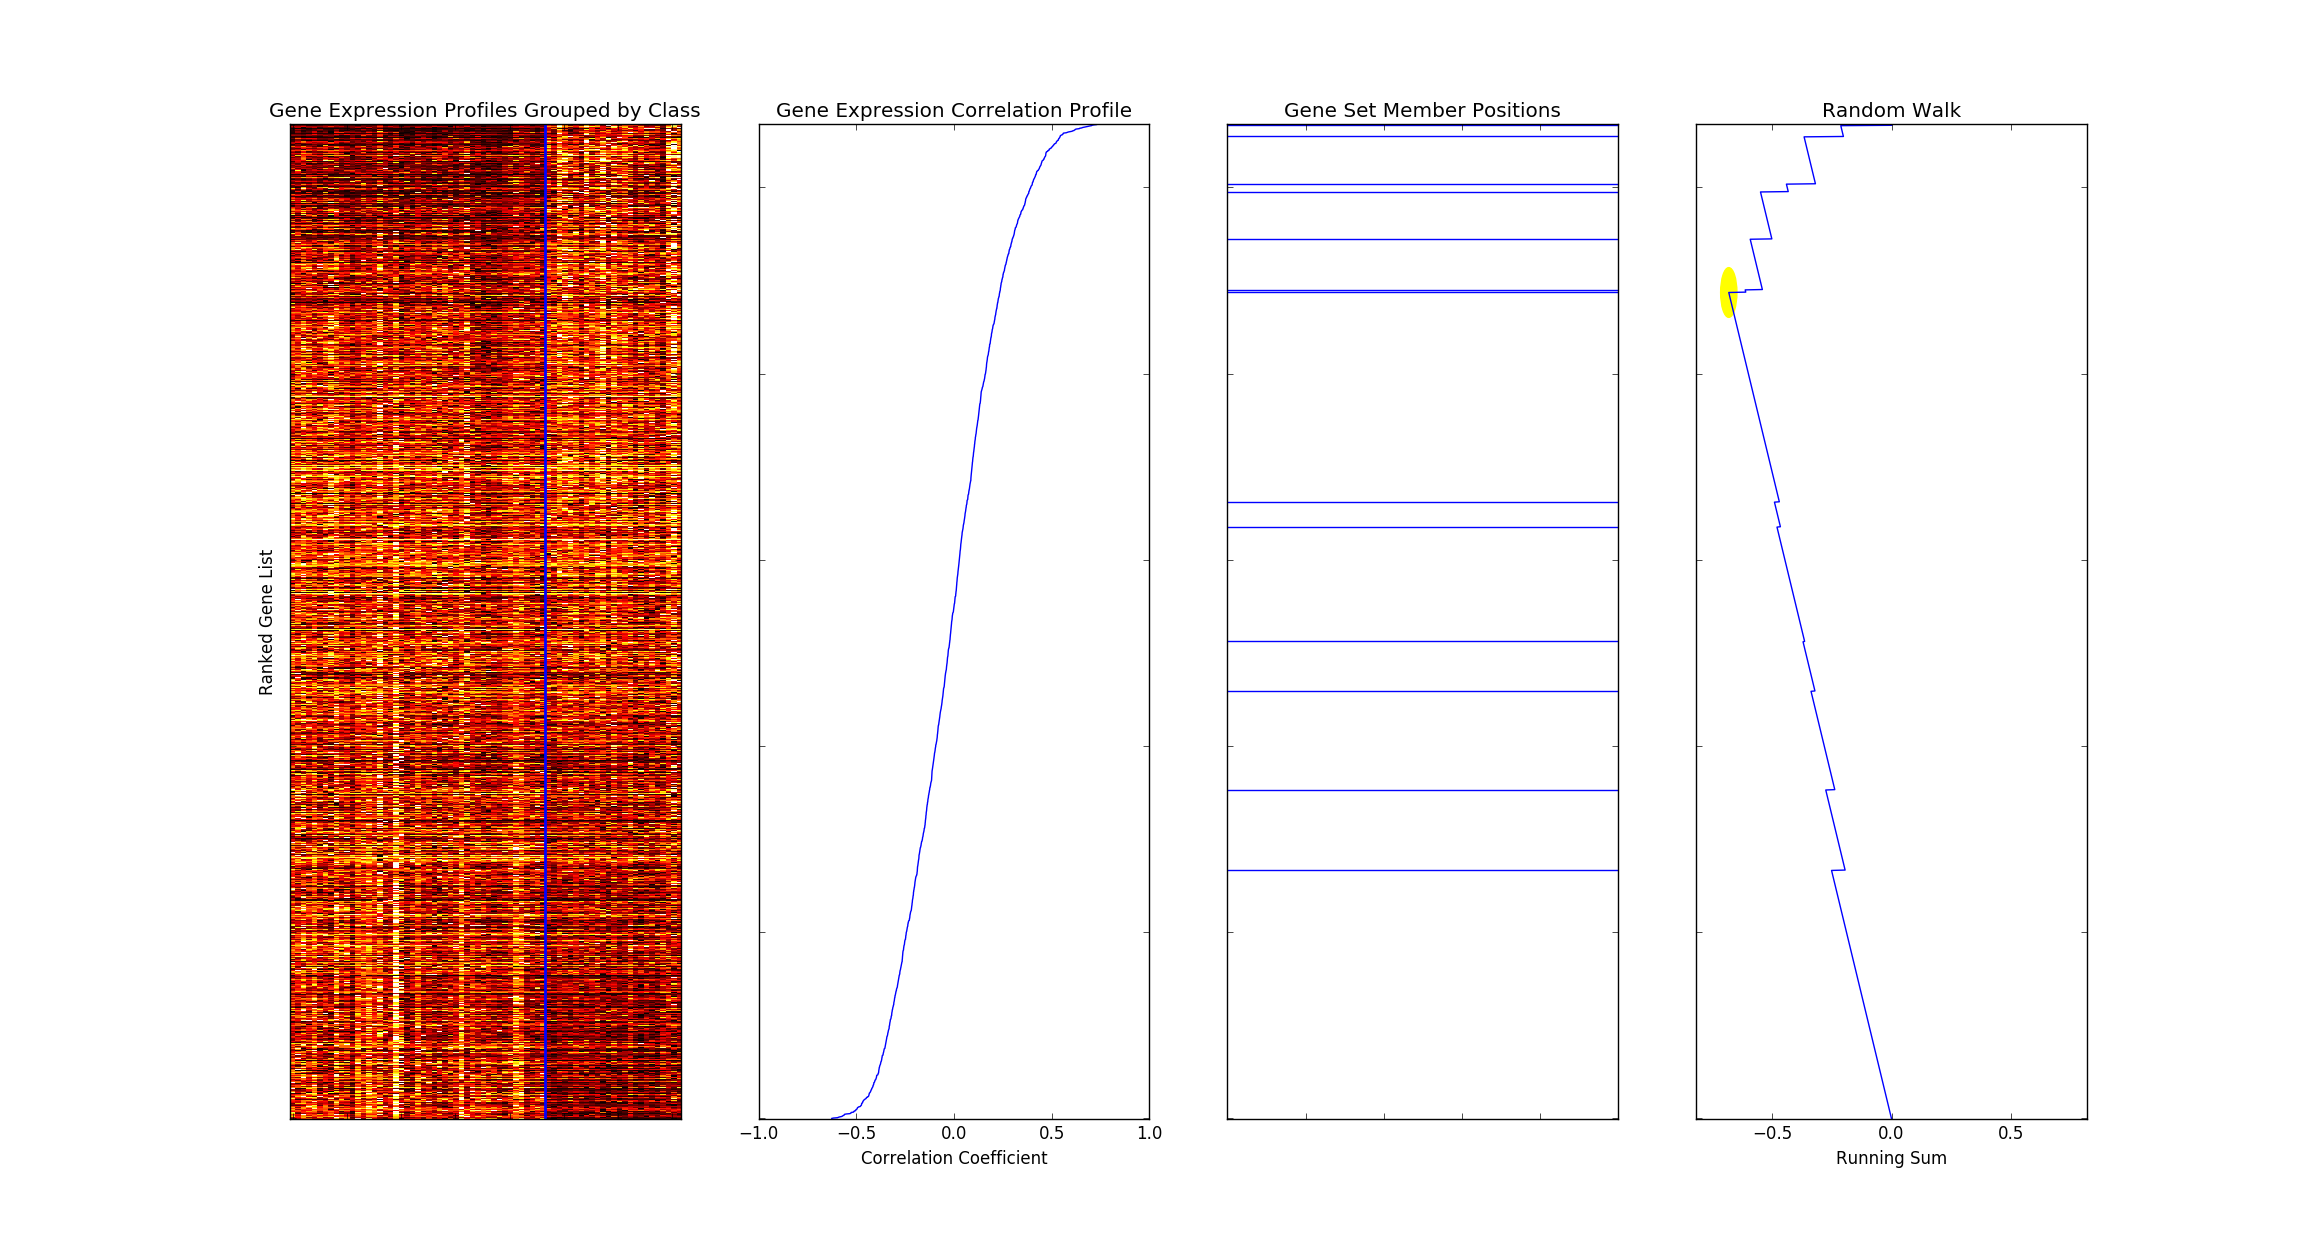 Gene Expression Profiles Grouped by Class
Gene Expression Correlation Profile
Gene Set Member Positions
Random Walk
Ranked Gene List
−1.0 −0.5 0.0 0.5 1.0
Correlation Coefficient
−0.5 0.0 0.5
Running Sum